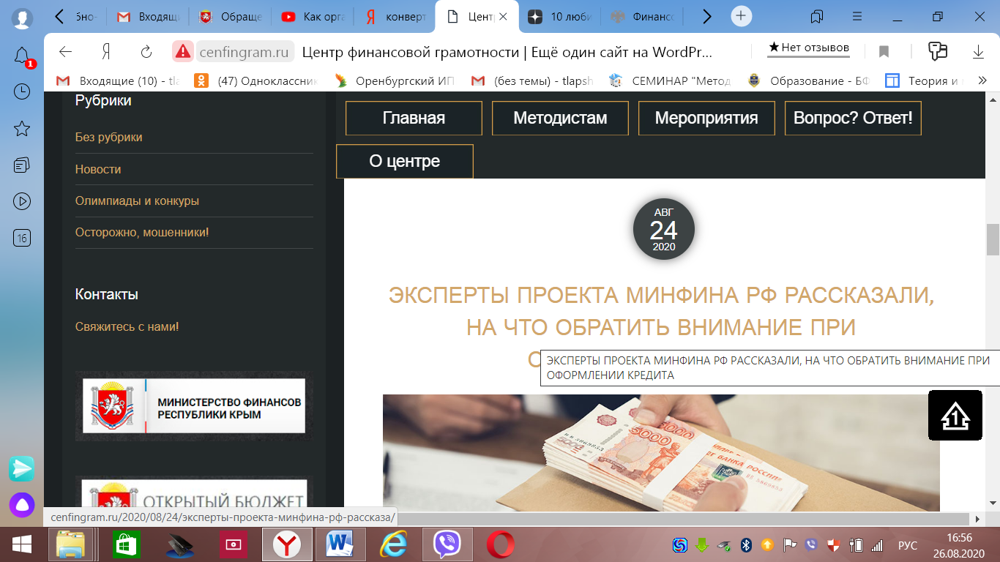 бно-
Входящи
Обраще
Как орга
конверт
Цент
10 люби
Финансо
1
16
Я
cenfingram.ru
Центр финансовой грамотности | Ещё один сайт на WordPr...
★ Нет отзывов
Входящие (10) - tla
(47) Одноклассник
Оренбургский ИП
(без темы) - tlapsh
СЕМИНАР "Метод
Образование - БФ
Теория и
Рубрики
Без рубрики
Новости
Олимпиады и конкуры
Осторожно, мошенники!
Контакты
Свяжитесь с нами!
МИНИСТЕРСТВО ФИНАНСОВ
РЕСПУБЛИКИ КРЫМ
ОТКРЫТЫЙ БЮДЖЕТ
Главная
Методистам
Мероприятия
Вопрос? Ответ!
О центре
АВГ
24
2020
ЭКСПЕРТЫ ПРОЕКТА МИНФИНА РФ РАССКАЗАЛИ,
НА ЧТО ОБРАТИТЬ ВНИМАНИЕ ПРИ
ЭКСПЕРТЫ ПРОЕКТА МИНФИНА РФ РАССКАЗАЛИ, НА ЧТО ОБРАТИТЬ ВНИМАНИЕ ПРИ
ОФОРМЛЕНИИ КРЕДИТА
5000
5000
БАНКА РОССИИ
1
cenfingram.ru/2020/08/24/эксперты-проекта-минфина-рф-рассказа/
РУС
16:56
26.08.2020